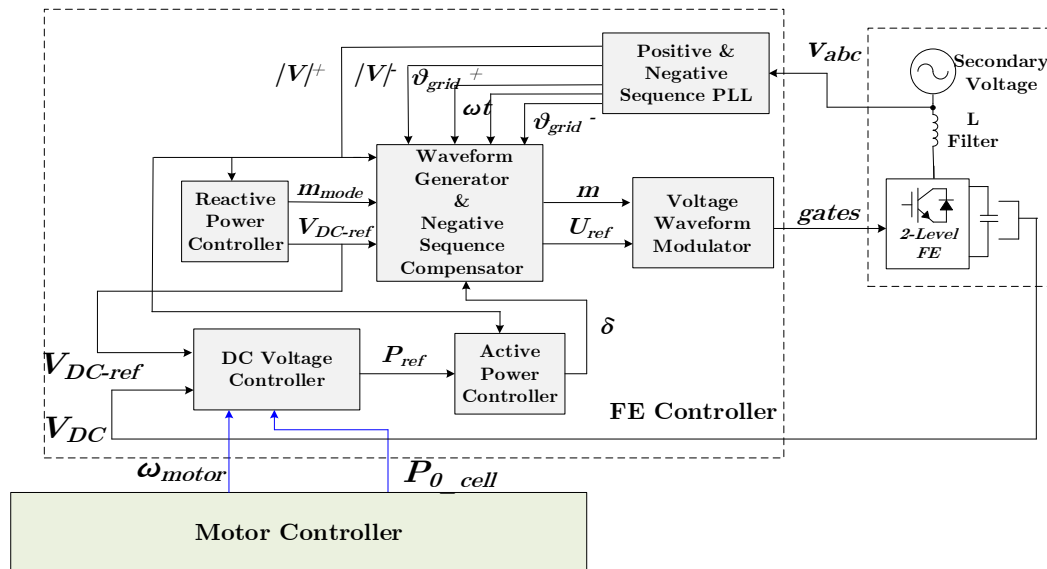 Positive &
Negative
Sequence PLL
V_abc
Secondary
Voltage
L
Filter
|V|⁺
|V|⁻
ϑ_grid ⁺
ωt
ϑ_grid ⁻
Waveform
Generator
&
Negative
Sequence
Compensator
Reactive
Power
Controller
m_mode
V_DC-ref
m
U_ref
Voltage
Waveform
Modulator
gates
2-Level
FE
δ
DC Voltage
Controller
P_ref
Active
Power
Controller
V_DC-ref
V_DC
FE Controller
ω_motor
P_0_cell
Motor Controller